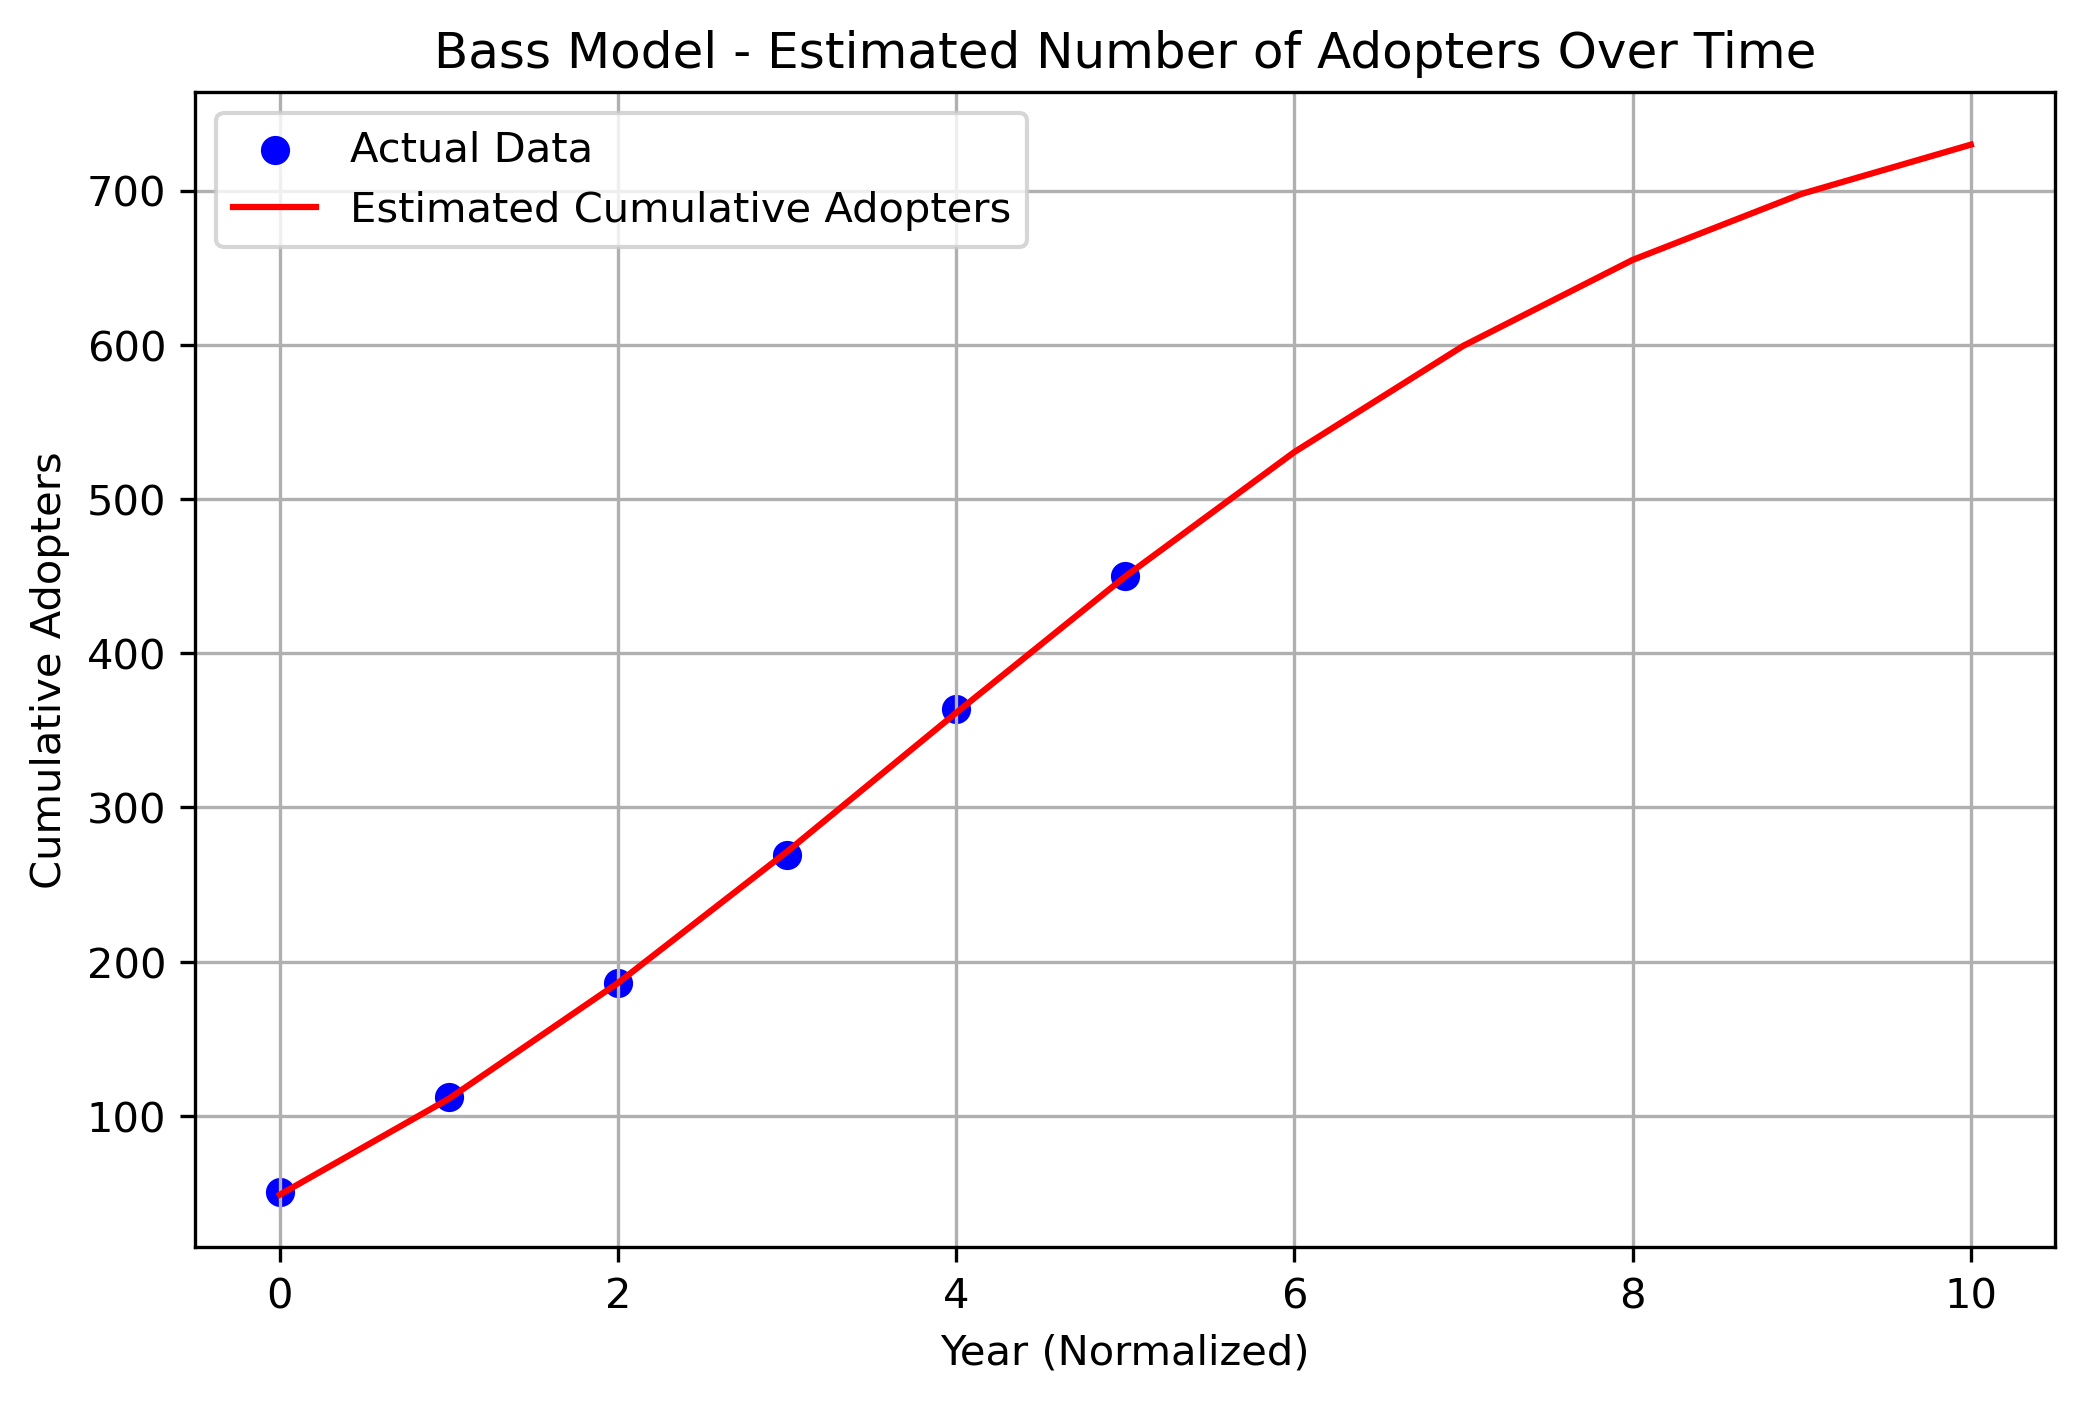 Bass Model - Estimated Number of Adopters Over Time
Actual Data
Estimated Cumulative Adopters
Cumulative Adopters
700
600
500
400
300
200
100
0 2 4 6 8 10
Year (Normalized)